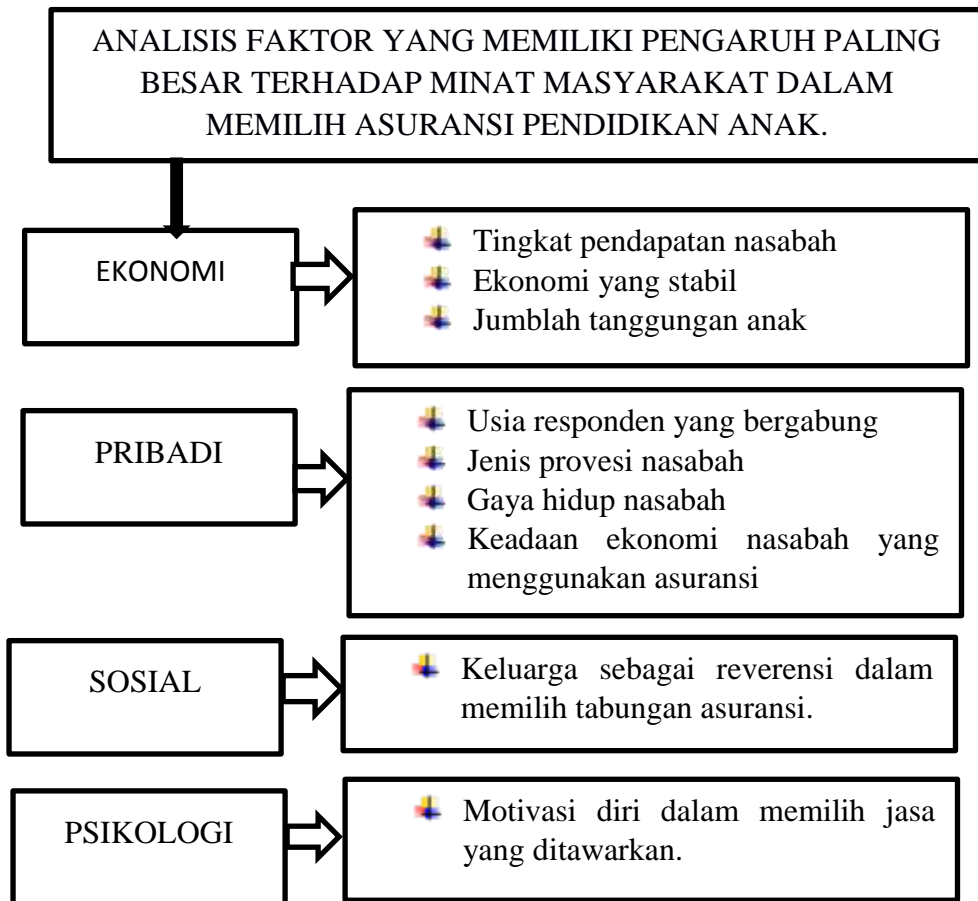 ANALISIS FAKTOR YANG MEMILIKI PENGARUH PALING
BESAR TERHADAP MINAT MASYARAKAT DALAM
MEMILIH ASURANSI PENDIDIKAN ANAK.
EKONOMI
Tingkat pendapatan nasabah
Ekonomi yang stabil
Jumblah tanggungan anak
PRIBADI
Usia responden yang bergabung
Jenis provesi nasabah
Gaya hidup nasabah
Keadaan ekonomi nasabah yang
menggunakan asuransi
SOSIAL
Keluarga sebagai reverensi dalam
memilih tabungan asuransi.
PSIKOLOGI
Motivasi diri dalam memilih jasa
yang ditawarkan.